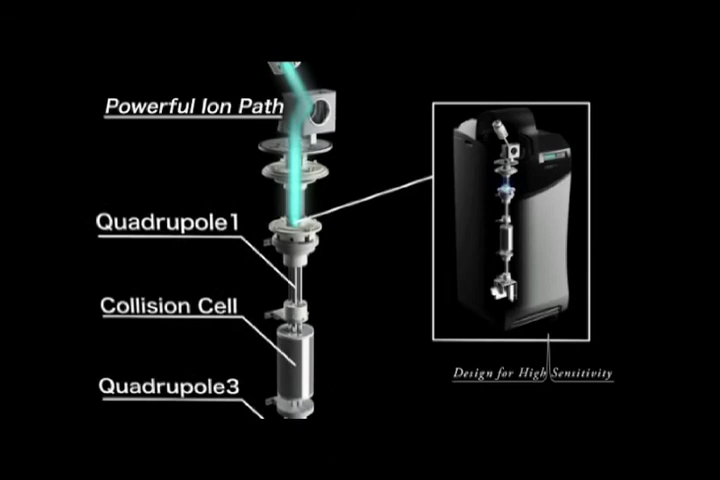 Powerful Ion Path
Quadrupole1
Collision Cell
Quadrupole3
Design for High Sensitivity